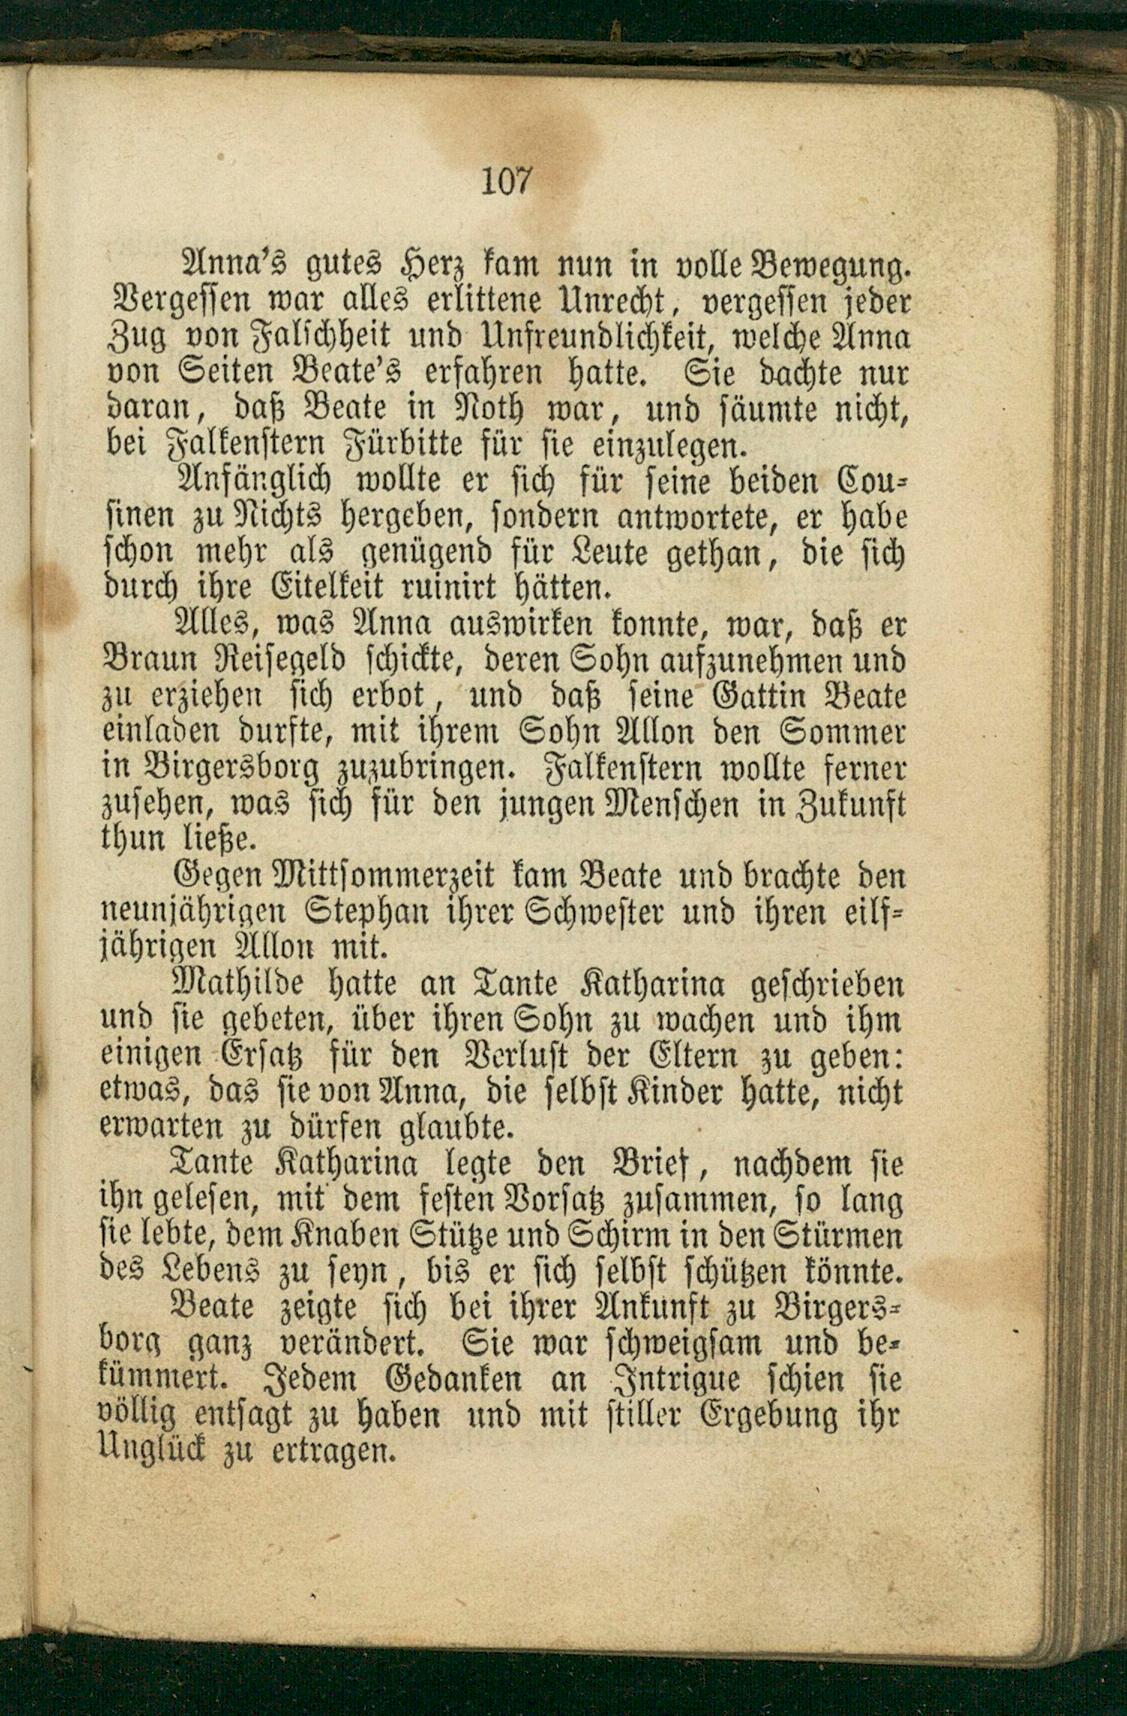 107
Anna's gutes Herz kam nun in volle Bewegung.
Vergessen war alles erlittene Unrecht, vergessen jeder
Zug von Falschheit und Unfreundlichkeit, welche Anna
von Seiten Beate's erfahren hatte. Sie dachte nur
daran, daß Beate in Noth war, und säumte nicht,
bei Falkenstern Fürbitte für sie einzulegen.
Anfänglich wollte er sich für seine beiden Cou-
sinen zu Nichts hergeben, sondern antwortete, er habe
schon mehr als genügend für Leute gethan, die sich
durch ihre Eitelkeit ruinirt hätten.
Alles, was Anna auswirken konnte, war, daß er
Braun Reisegeld schickte, deren Sohn aufzunehmen und
zu erziehen sich erbot, und daß seine Gattin Beate
einladen durfte, mit ihrem Sohn Allon den Sommer
in Birgersborg zuzubringen. Falkenstern wollte ferner
zusehen, was sich für den jungen Menschen in Zukunft
thun ließe.
Gegen Mittsommerzeit kam Beate und brachte den
neunjährigen Stephan ihrer Schwester und ihren eilf-
jährigen Allon mit.
Mathilde hatte an Tante Katharina geschrieben
und sie gebeten, über ihren Sohn zu wachen und ihm
einigen Ersatz für den Verlust der Eltern zu geben:
etwas, das sie von Anna, die selbst Kinder hatte, nicht
erwarten zu dürfen glaubte.
Tante Katharina legte den Brief, nachdem sie
ihn gelesen, mit dem festen Vorsatz zusammen, so lang
sie lebte, dem Knaben Stütze und Schirm in den Stürmen
des Lebens zu seyn, bis er sich selbst schützen könnte.
Beate zeigte sich bei ihrer Ankunft zu Birgers-
borg ganz verändert. Sie war schweigsam und be-
kümmert. Jedem Gedanken an Intrigue schien sie
völlig entsagt zu haben und mit stiller Ergebung ihr
Unglück zu ertragen.